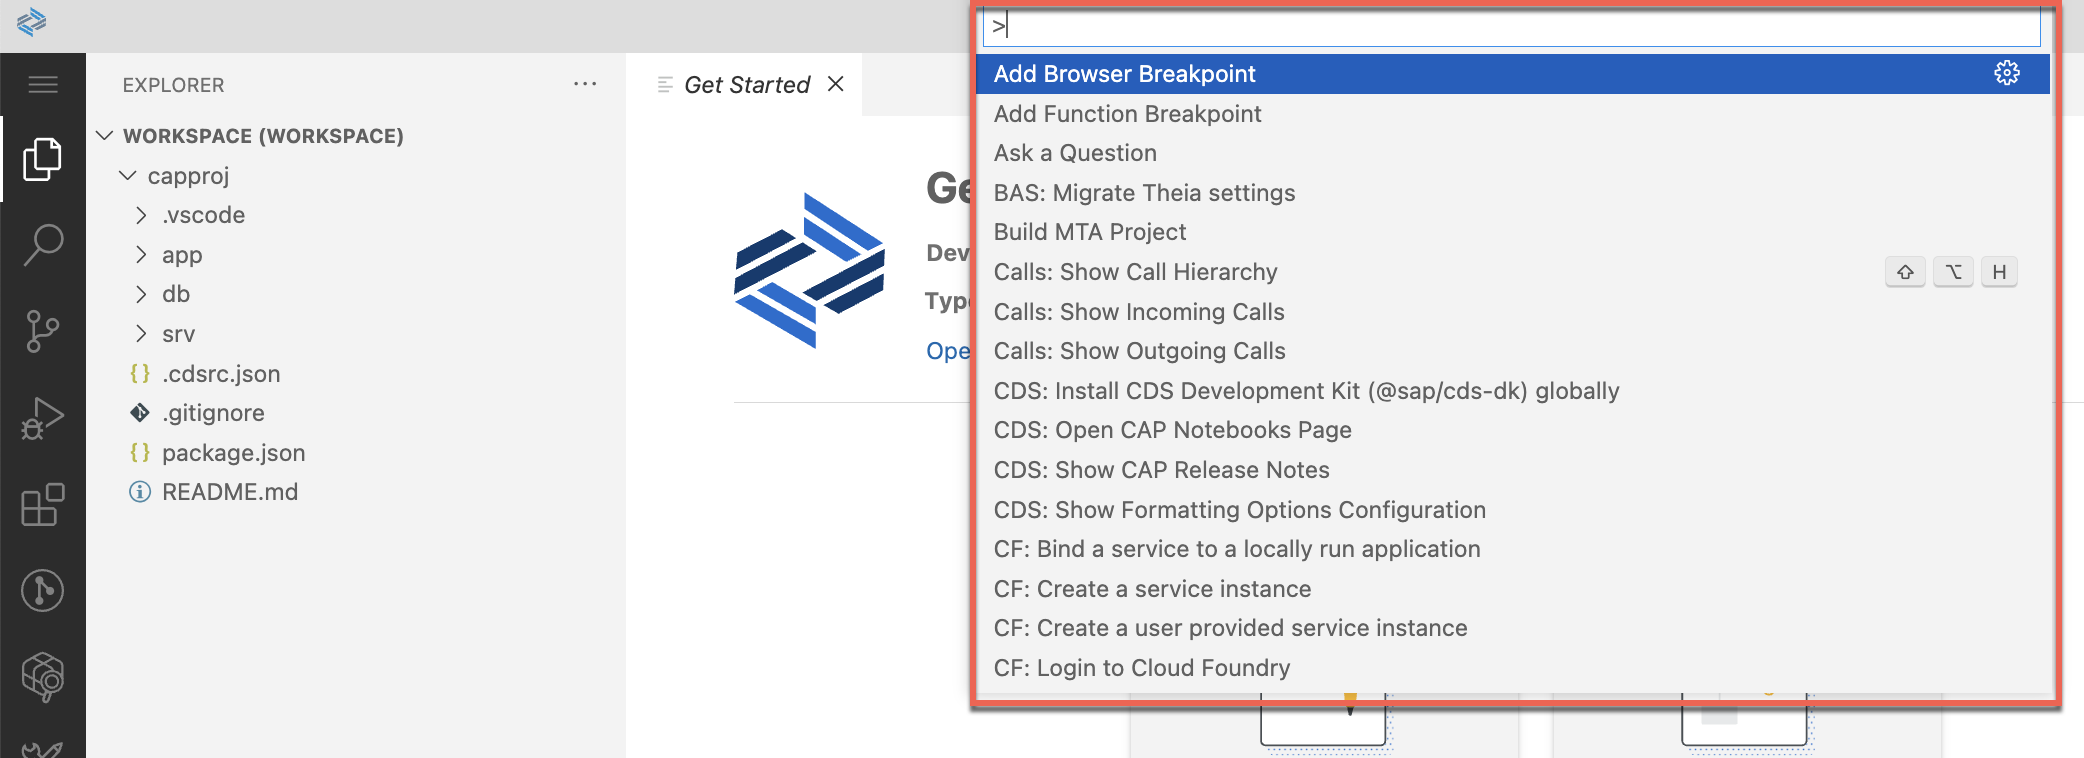 >
EXPLORER
...
WORKSPACE (WORKSPACE)
capproj
.vscode
app
db
srv
{} .cdsrc.json
.gitignore
{} package.json
README.md
Get Started
Add Browser Breakpoint
Add Function Breakpoint
Ask a Question
BAS: Migrate Theia settings
Build MTA Project
Calls: Show Call Hierarchy ⇧ ⌥ H
Calls: Show Incoming Calls
Calls: Show Outgoing Calls
CDS: Install CDS Development Kit (@sap/cds-dk) globally
CDS: Open CAP Notebooks Page
CDS: Show CAP Release Notes
CDS: Show Formatting Options Configuration
CF: Bind a service to a locally run application
CF: Create a service instance
CF: Create a user provided service instance
CF: Login to Cloud Foundry